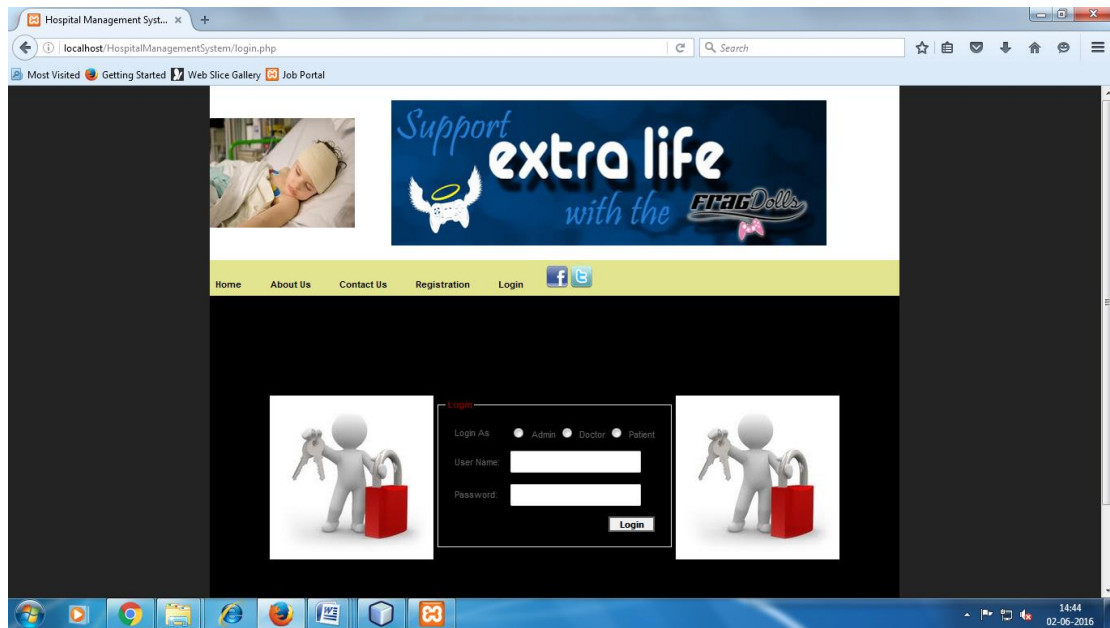 Hospital Management Syst...
localhost/HospitalManagementSystem/login.php
Search
Most Visited Getting Started Web Slice Gallery Job Portal
Support
extra life
with the FRAGDolls
Home About Us Contact Us Registration Login
Login
Login As Admin Doctor Patient
User Name:
Password:
Login
14:44
02-06-2016